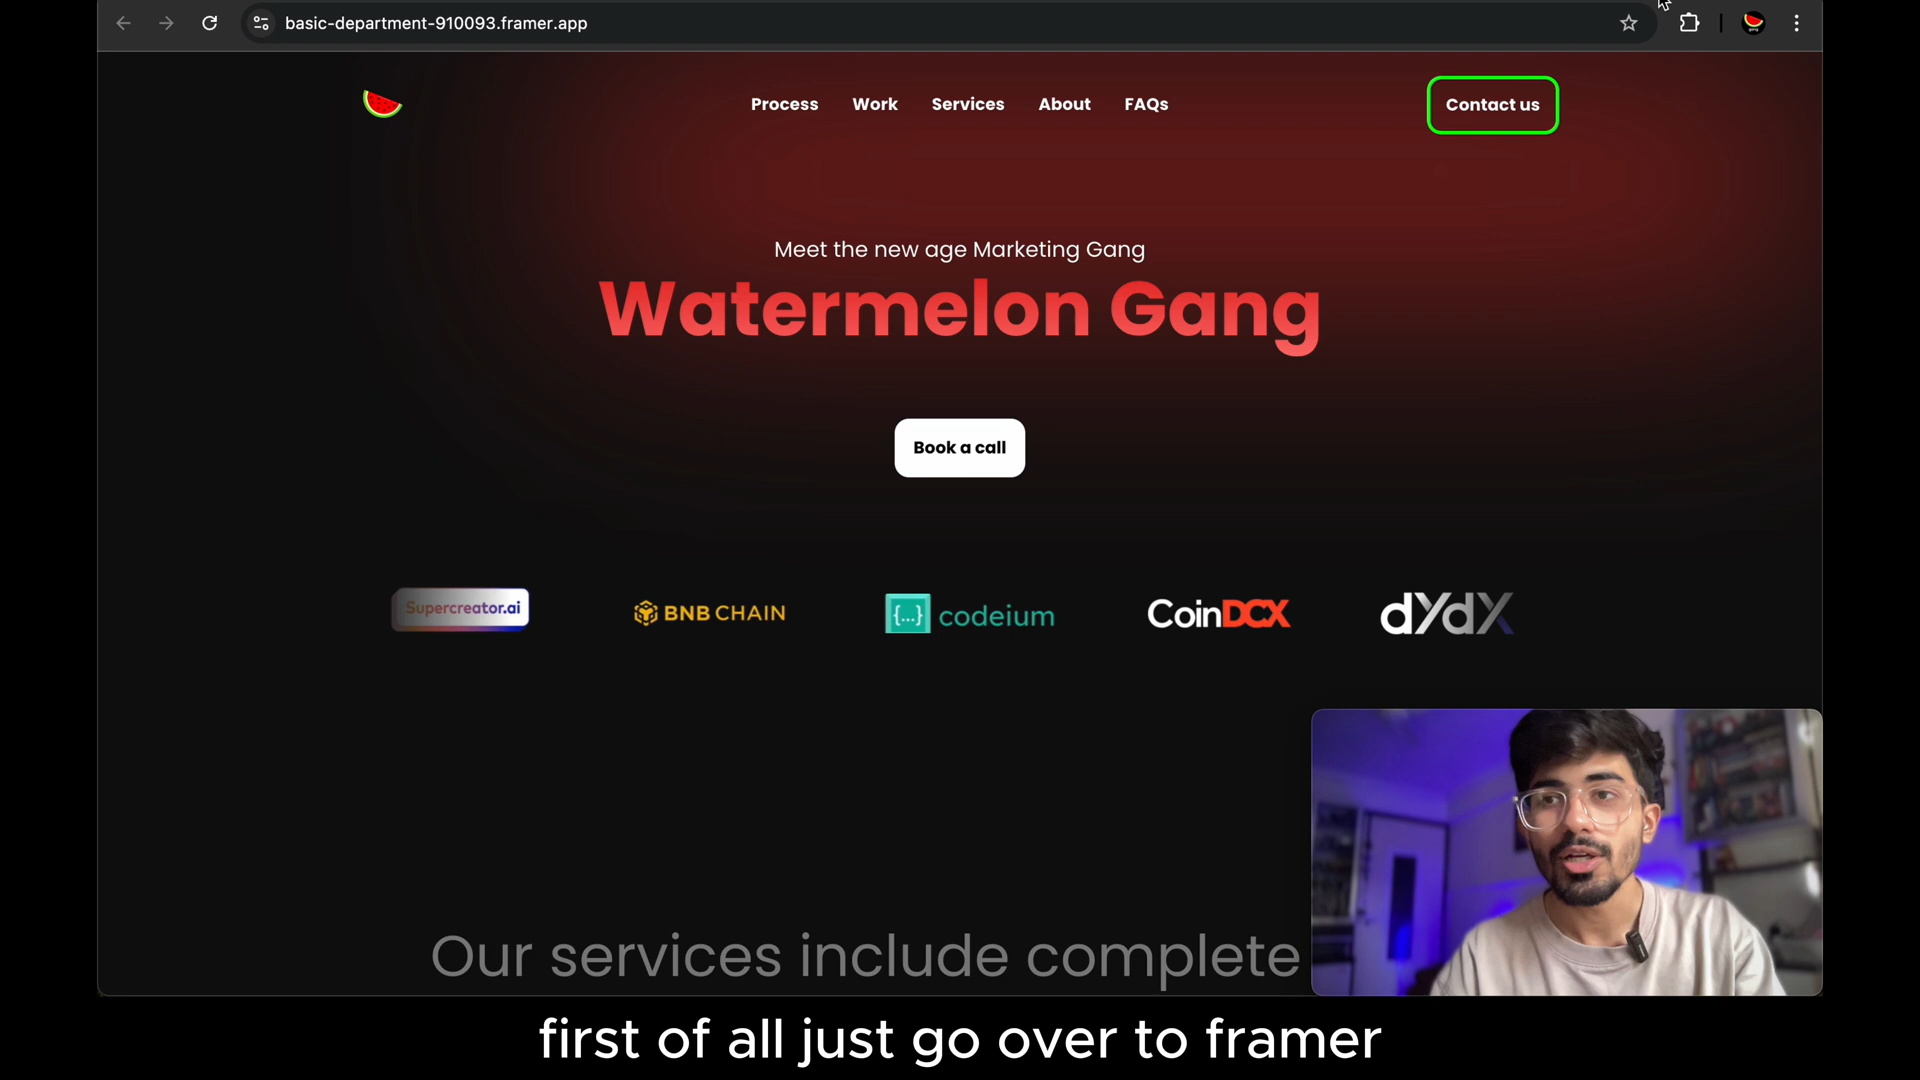 basic-department-910093.framer.app
Process Work Services About FAQs
Contact us
Meet the new age Marketing Gang
Watermelon Gang
Book a call
Supercreator.ai
BNB CHAIN
{...} codeium
CoinDCX
dYdX
Our services include complete
first of all just go over to framer